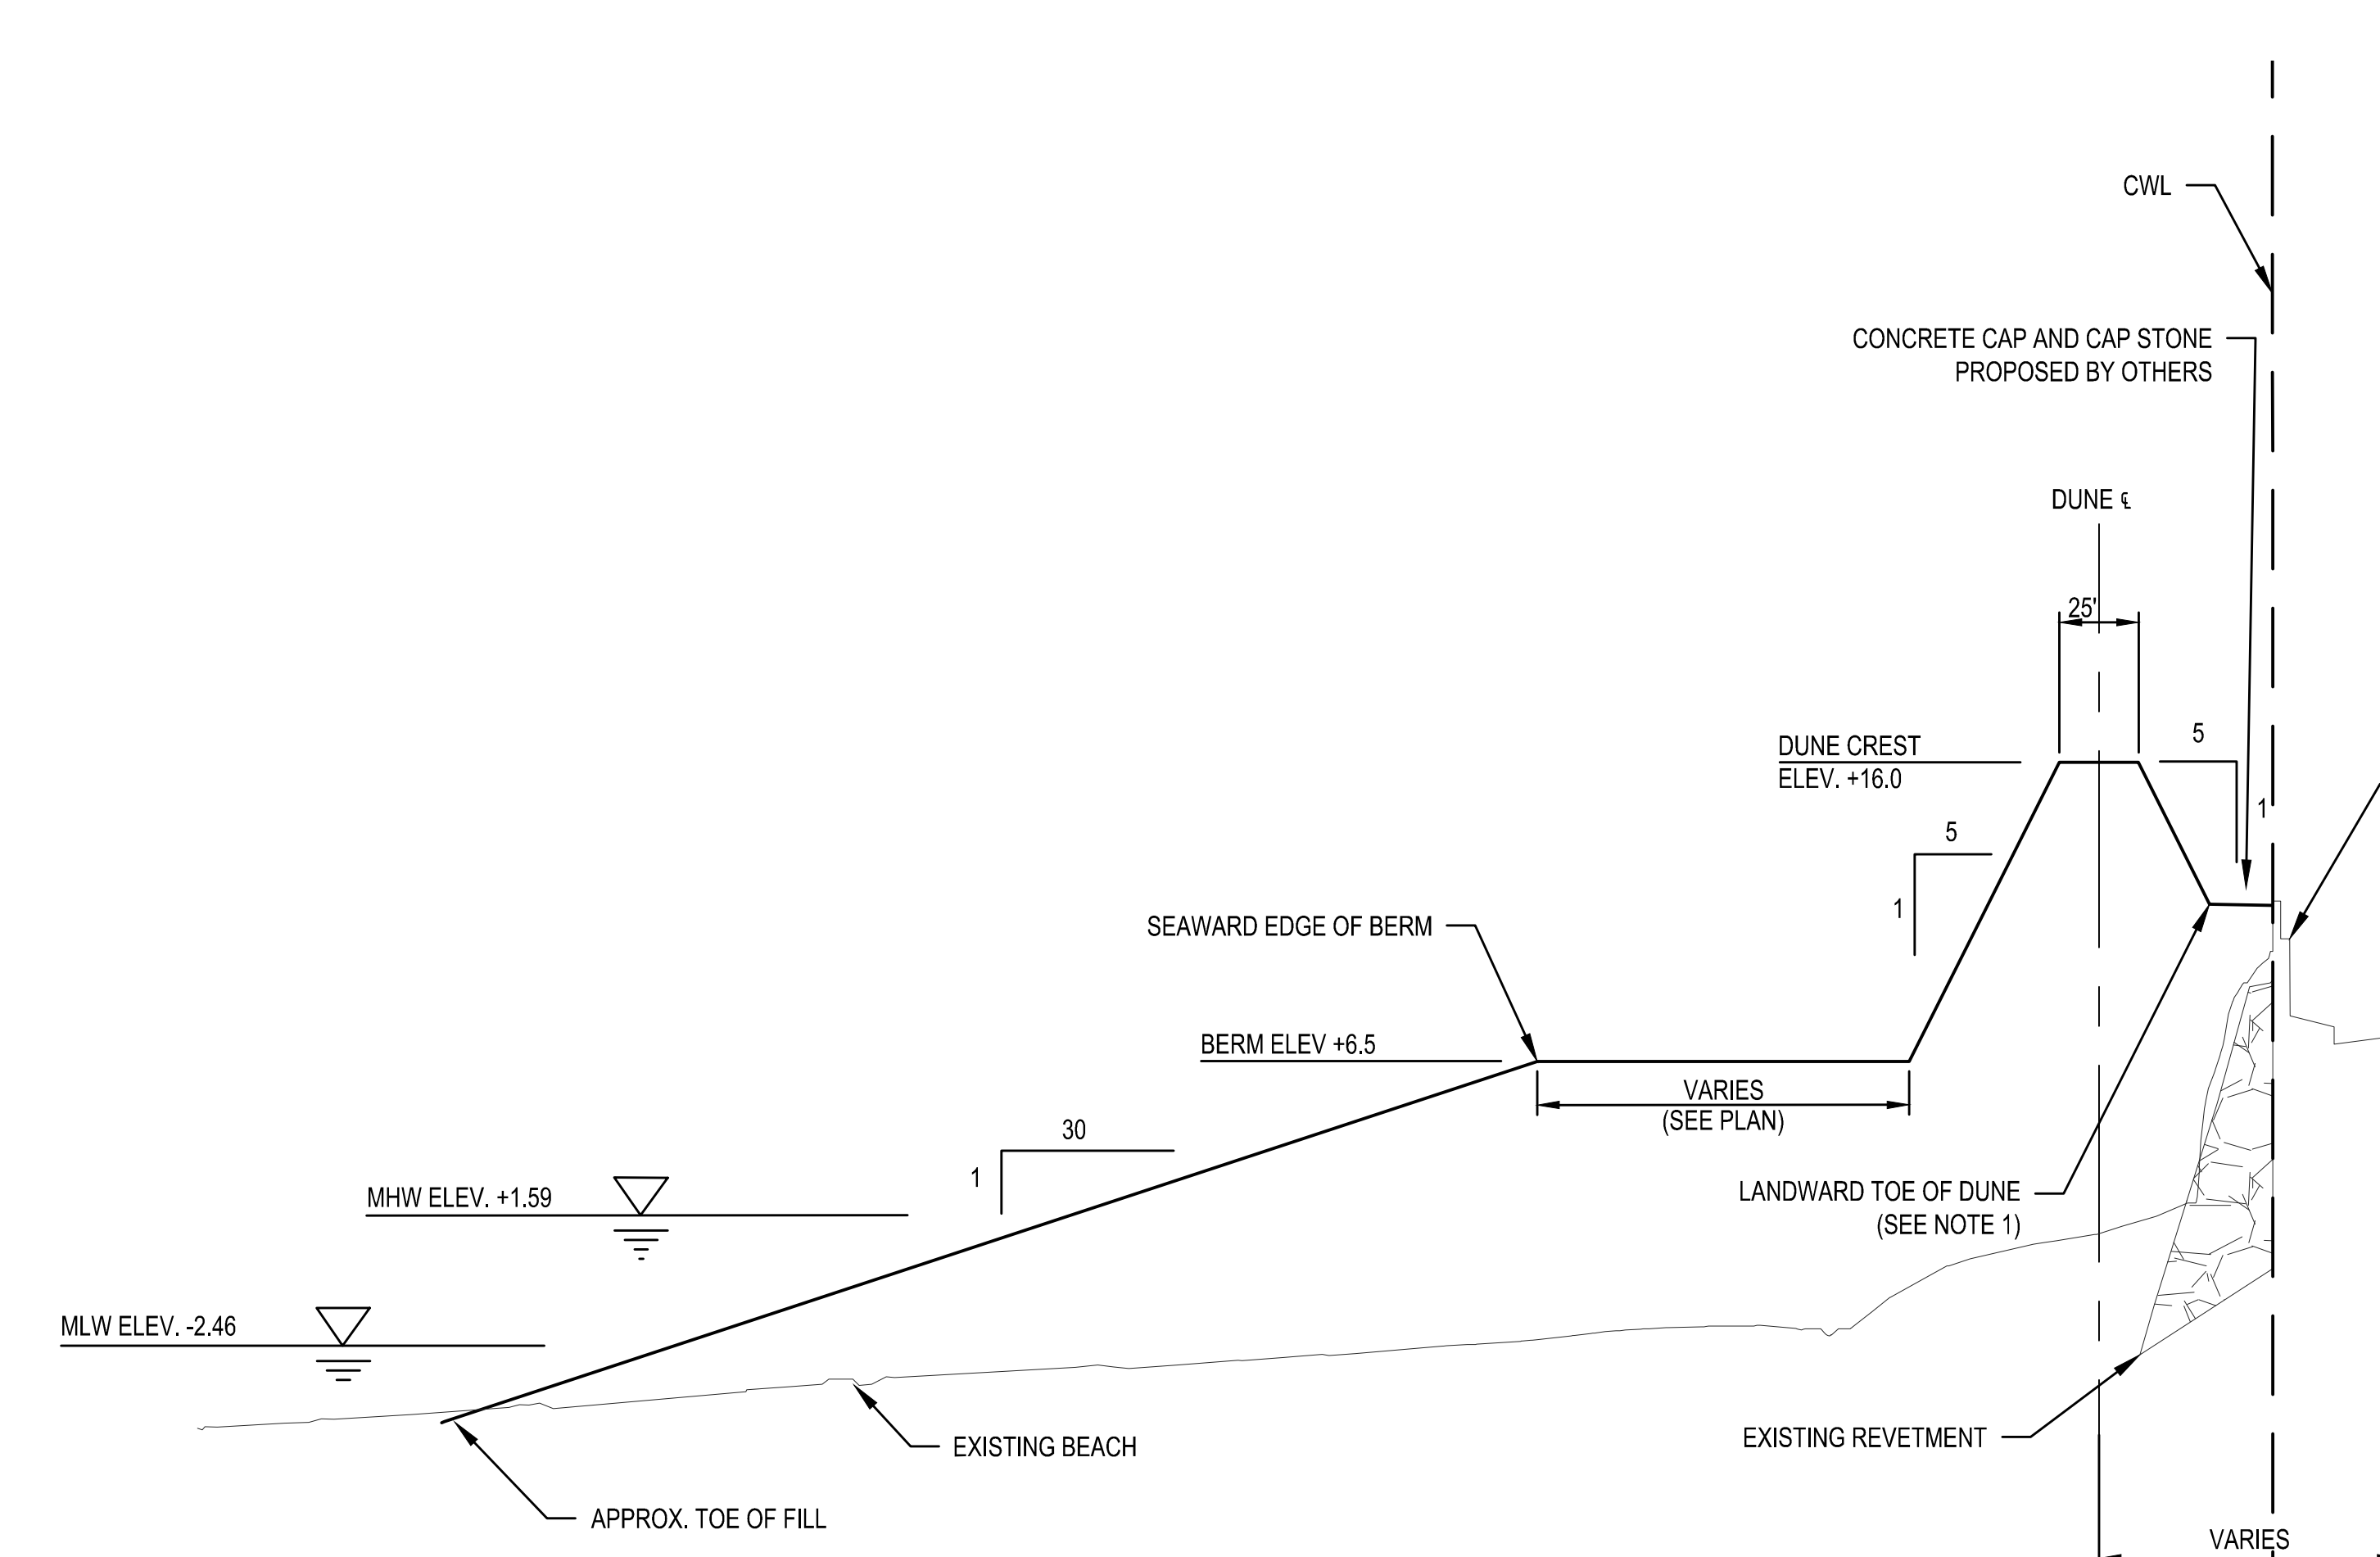 CWL
CONCRETE CAP AND CAP STONE
PROPOSED BY OTHERS
DUNE ℄
25'
5
1
DUNE CREST
ELEV. +16.0
5
1
SEAWARD EDGE OF BERM
BERM ELEV +6.5
VARIES
(SEE PLAN)
30
1
MHW ELEV. +1.59
LANDWARD TOE OF DUNE
(SEE NOTE 1)
MLW ELEV. -2.46
EXISTING BEACH
EXISTING REVETMENT
APPROX. TOE OF FILL
VARIES